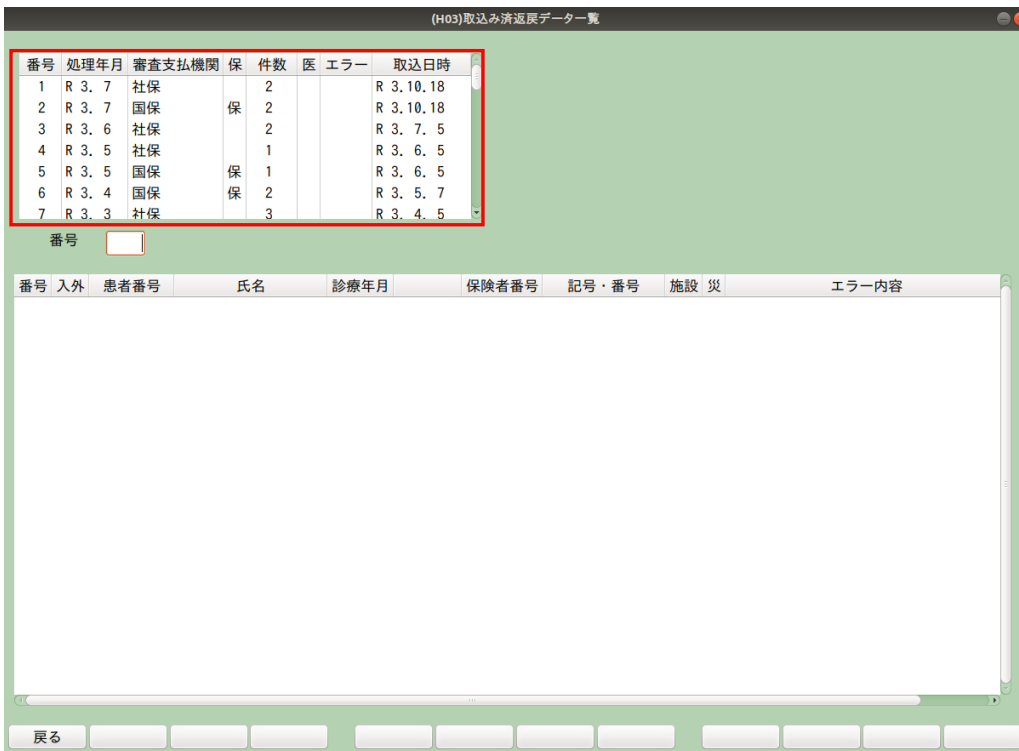 (H03)取込み済返戻データ一覧
番号 処理年月 審査支払機関 保 件数 医 エラー 取込日時
1 R 3. 7 社保 2 R 3.10.18
2 R 3. 7 国保 保 2 R 3.10.18
3 R 3. 6 社保 2 R 3. 7. 5
4 R 3. 5 社保 1 R 3. 6. 5
5 R 3. 5 国保 保 1 R 3. 6. 5
6 R 3. 4 国保 保 2 R 3. 5. 7
7 R 3. 3 社保 3 R 3. 4. 5
番号
番号 入外 患者番号 氏名 診療年月 保険者番号 記号・番号 施設 災 エラー内容
戻る